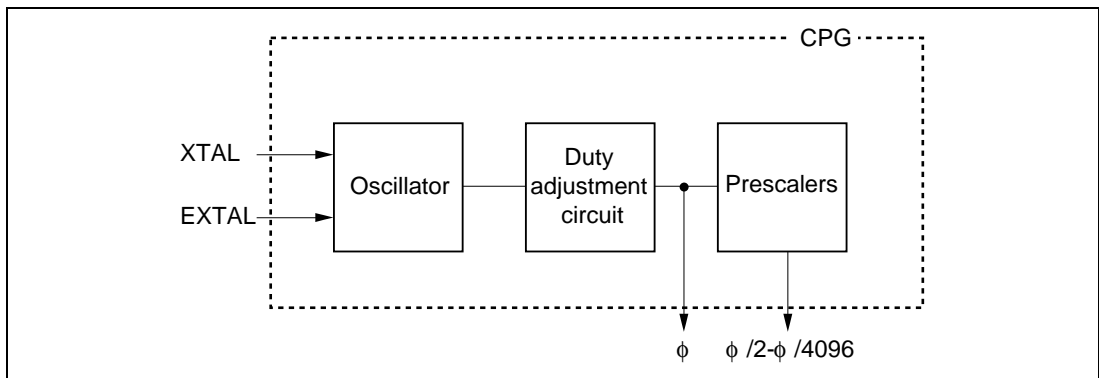 CPG
XTAL
EXTAL
Oscillator
Duty
adjustment
circuit
Prescalers
ϕ
ϕ /2-ϕ /4096